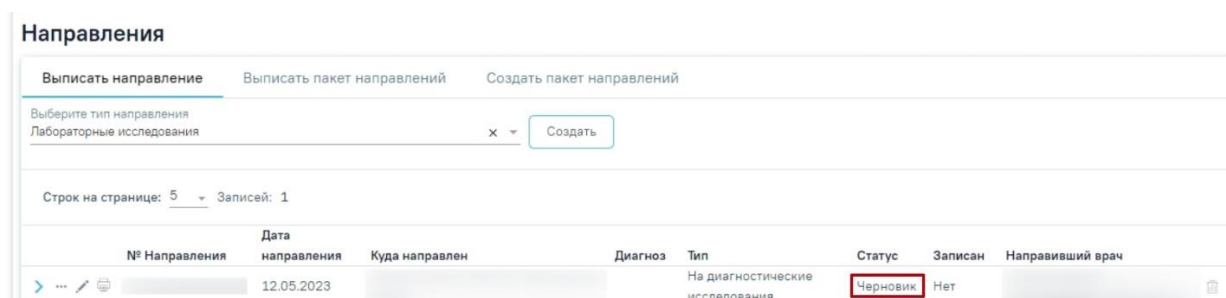 Направления
Выписать направление Выписать пакет направлений Создать пакет направлений
Выберите тип направления
Лабораторные исследования × Создать
Строк на странице: 5 Записей: 1
Дата
№ Направления направления Куда направлен Диагноз Тип Статус Записан Направивший врач
На диагностические
12.05.2023 Черновик Нет
исследования